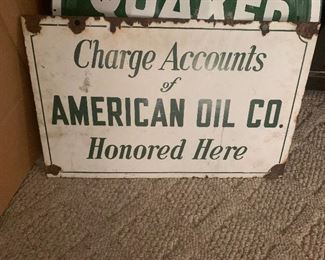 QUAKER
Charge Accounts
of
AMERICAN OIL CO.
Honored Here